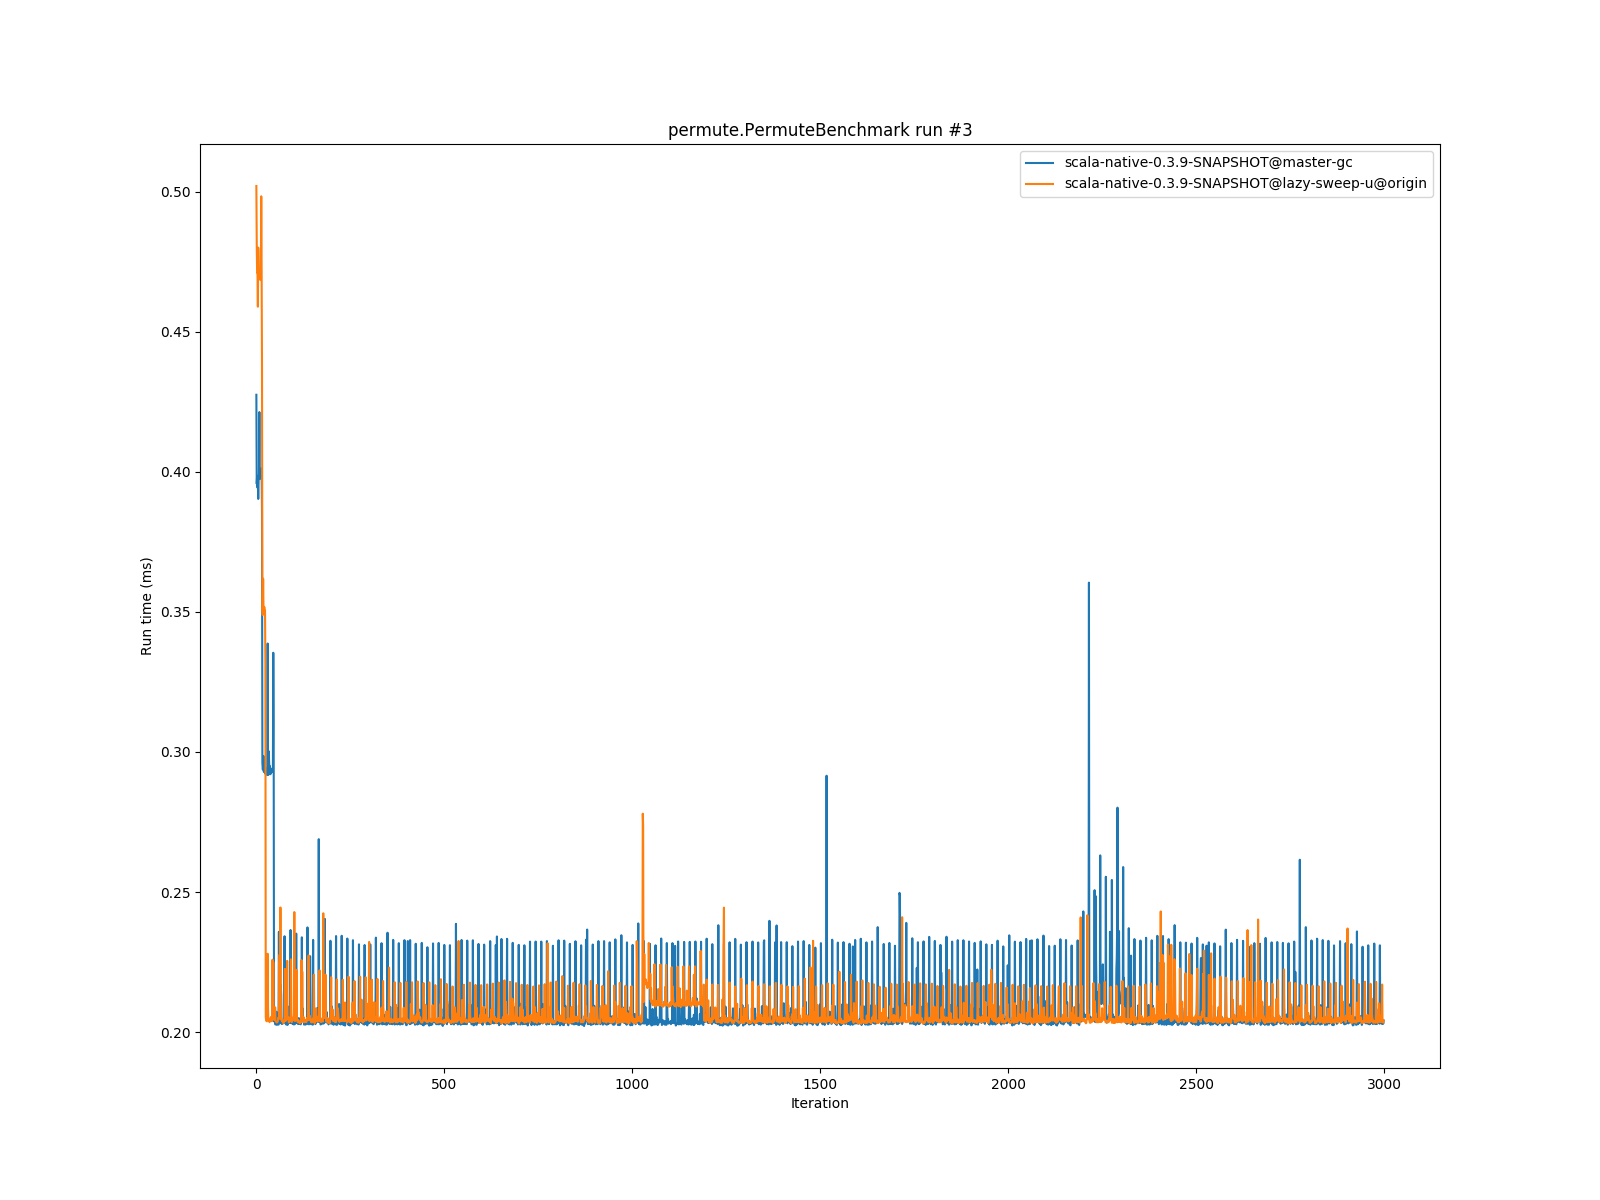 permute.PermuteBenchmark run #3
scala-native-0.3.9-SNAPSHOT@master-gc
scala-native-0.3.9-SNAPSHOT@lazy-sweep-u@origin
0.50
0.45
0.40
0.35
0.30
0.25
0.20
Run time (ms)
0 500 1000 1500 2000 2500 3000
Iteration